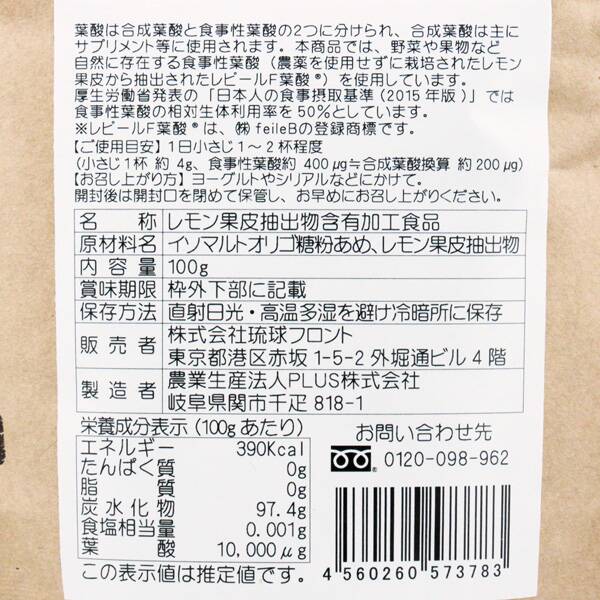 葉酸は合成葉酸と食事性葉酸の2つに分けられ、合成葉酸は主に
サプリメント等に使用されます。本商品では、野菜や果物など
自然に存在する食事性葉酸（農薬を使用せずに栽培されたレモン
果皮から抽出されたレピールF葉酸®）を使用しています。
厚生労働省発表の「日本人の食事摂取基準（2015年版）」では
食事性葉酸の相対生体利用率を50%としています。
※レピールF葉酸®は、㈱feileBの登録商標です。
【ご使用目安】1日小さじ1～2杯程度
(小さじ1杯 約4g、食事性葉酸約400μg≒合成葉酸換算 約200μg)
【お召し上がり方】ヨーグルトやシリアルなどにかけて。
開封後は開封口を閉めて保管し、お早めにお召し上がりください。
名称 レモン果皮抽出物含有加工食品
原材料名 イソマルトオリゴ糖粉あめ、レモン果皮抽出物
内容量 100g
賞味期限 枠外下部に記載
保存方法 直射日光・高温多湿を避け冷暗所に保存
販売者 株式会社琉球フロント
東京都港区赤坂1-5-2外堀通ビル4階
製造者 農業生産法人PLUS株式会社
岐阜県関市千疋818-1
栄養成分表示（100gあたり）
エネルギー 390Kcal
たんぱく質 0g
脂質 0g
炭水化物 97.4g
食塩相当量 0.001g
葉酸 10,000μg
この表示値は推定値です。
お問い合わせ先
0120-098-962
4 560260 573783